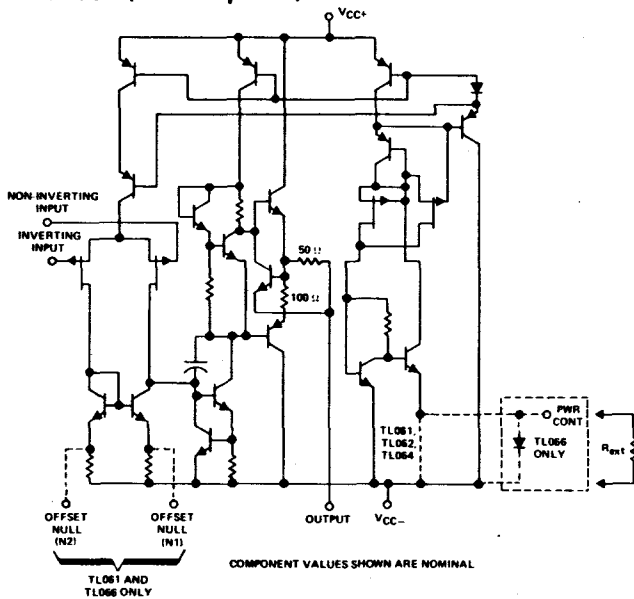 VCC+
NON-INVERTING
INPUT
INVERTING
INPUT
50 Ω
100 Ω
TL061,
TL062,
TL064
PWR
CONT
TL066
ONLY
Rext
OFFSET
NULL
(N2)
OFFSET
NULL
(N1)
OUTPUT
VCC−
TL061 AND
TL066 ONLY
COMPONENT VALUES SHOWN ARE NOMINAL